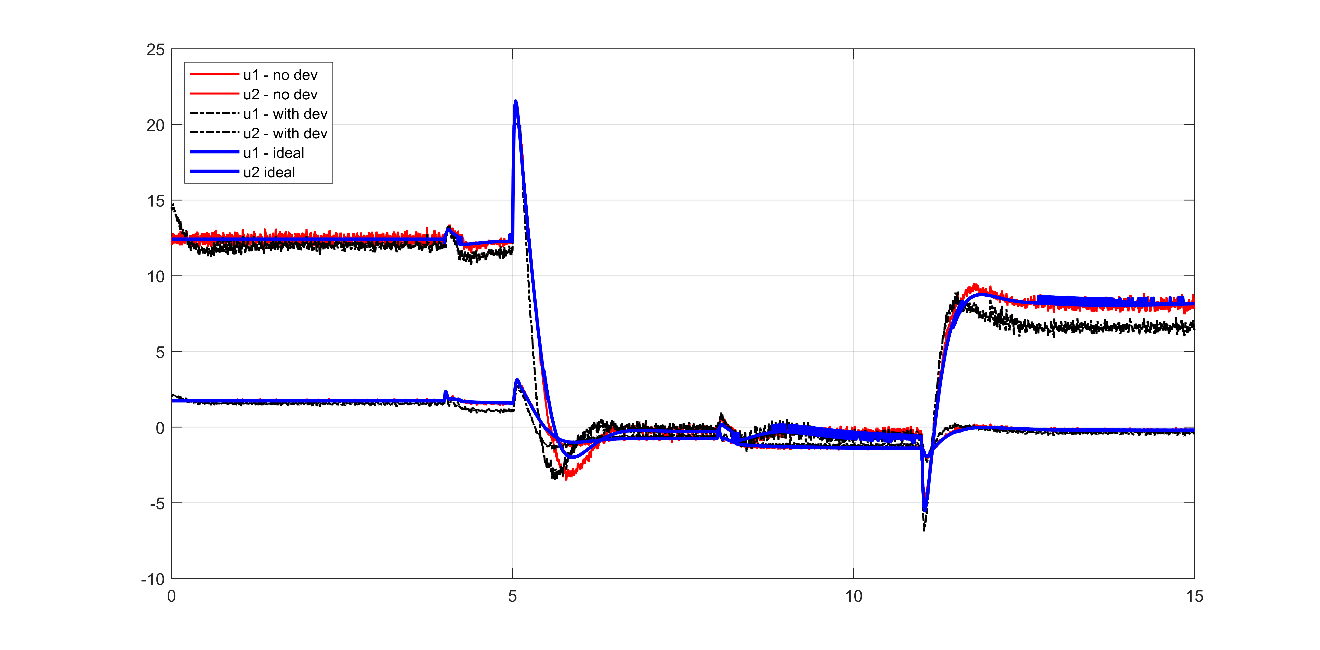 25
20
15
10
5
0
-5
-10
u1 - no dev
u2 - no dev
u1 - with dev
u2 - with dev
u1 - ideal
u2 ideal
0 5 10 15